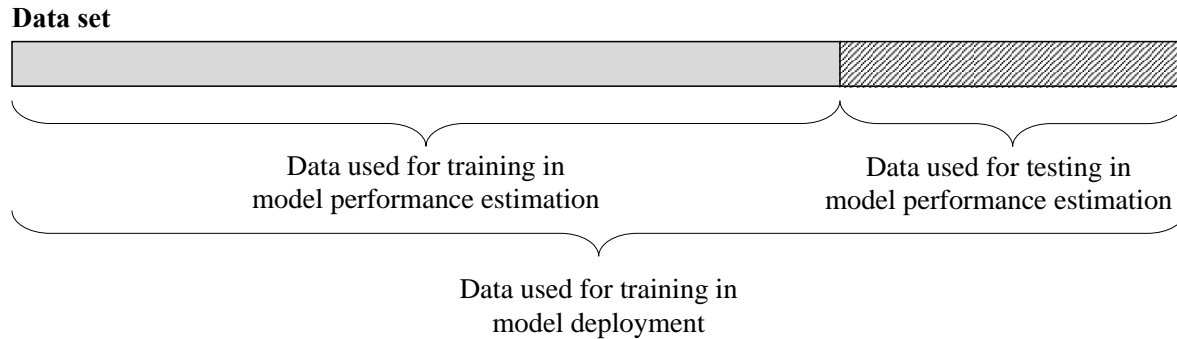 Data set
Data used for training in
model performance estimation
Data used for testing in
model performance estimation
Data used for training in
model deployment